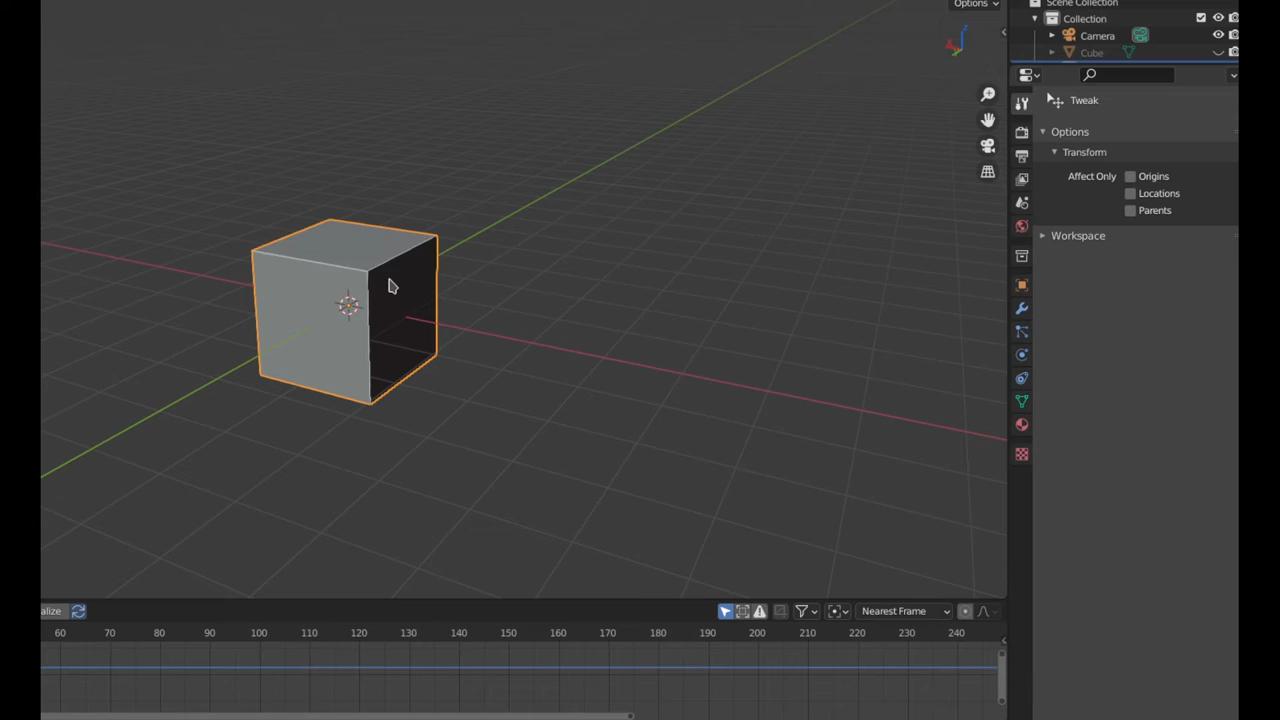 Options
Scene Collection
Collection
Camera
Cube
Tweak
Options
Transform
Affect Only
Origins
Locations
Parents
Workspace
alize
Nearest Frame
60 70 80 90 100 110 120 130 140 150 160 170 180 190 200 210 220 230 240